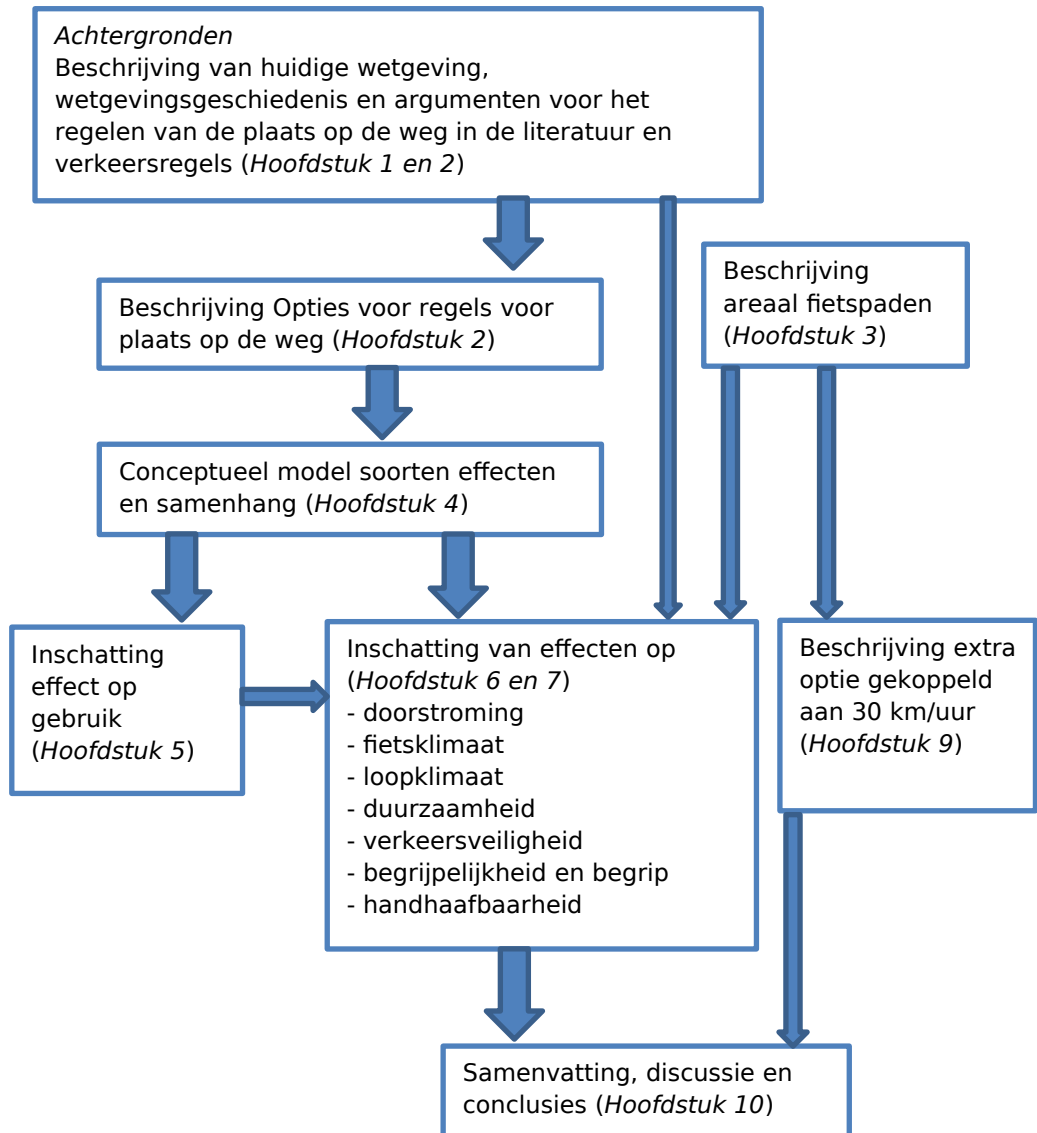 Achtergronden
Beschrijving van huidige wetgeving,
wetgevingsgeschiedenis en argumenten voor het
regelen van de plaats op de weg in de literatuur en
verkeersregels (Hoofdstuk 1 en 2)
Beschrijving Opties voor regels voor
plaats op de weg (Hoofdstuk 2)
Beschrijving
areaal fietspaden
(Hoofdstuk 3)
Conceptueel model soorten effecten
en samenhang (Hoofdstuk 4)
Inschatting
effect op
gebruik
(Hoofdstuk 5)
Inschatting van effecten op
(Hoofdstuk 6 en 7)
- doorstroming
- fietsklimaat
- loopklimaat
- duurzaamheid
- verkeersveiligheid
- begrijpelijkheid en begrip
- handhaafbaarheid
Beschrijving extra
optie gekoppeld
aan 30 km/uur
(Hoofdstuk 9)
Samenvatting, discussie en
conclusies (Hoofdstuk 10)